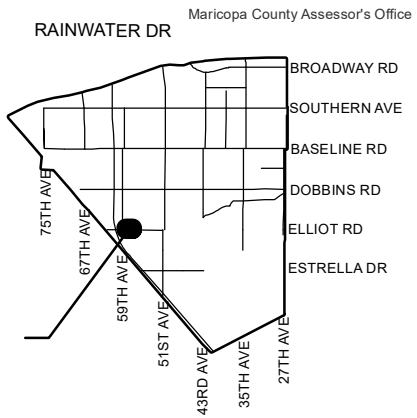 Maricopa County Assessor's Office
RAINWATER DR
BROADWAY RD
SOUTHERN AVE
BASELINE RD
DOBBINS RD
ELLIOT RD
ESTRELLA DR
75TH AVE
67TH AVE
59TH AVE
51ST AVE
43RD AVE
35TH AVE
27TH AVE